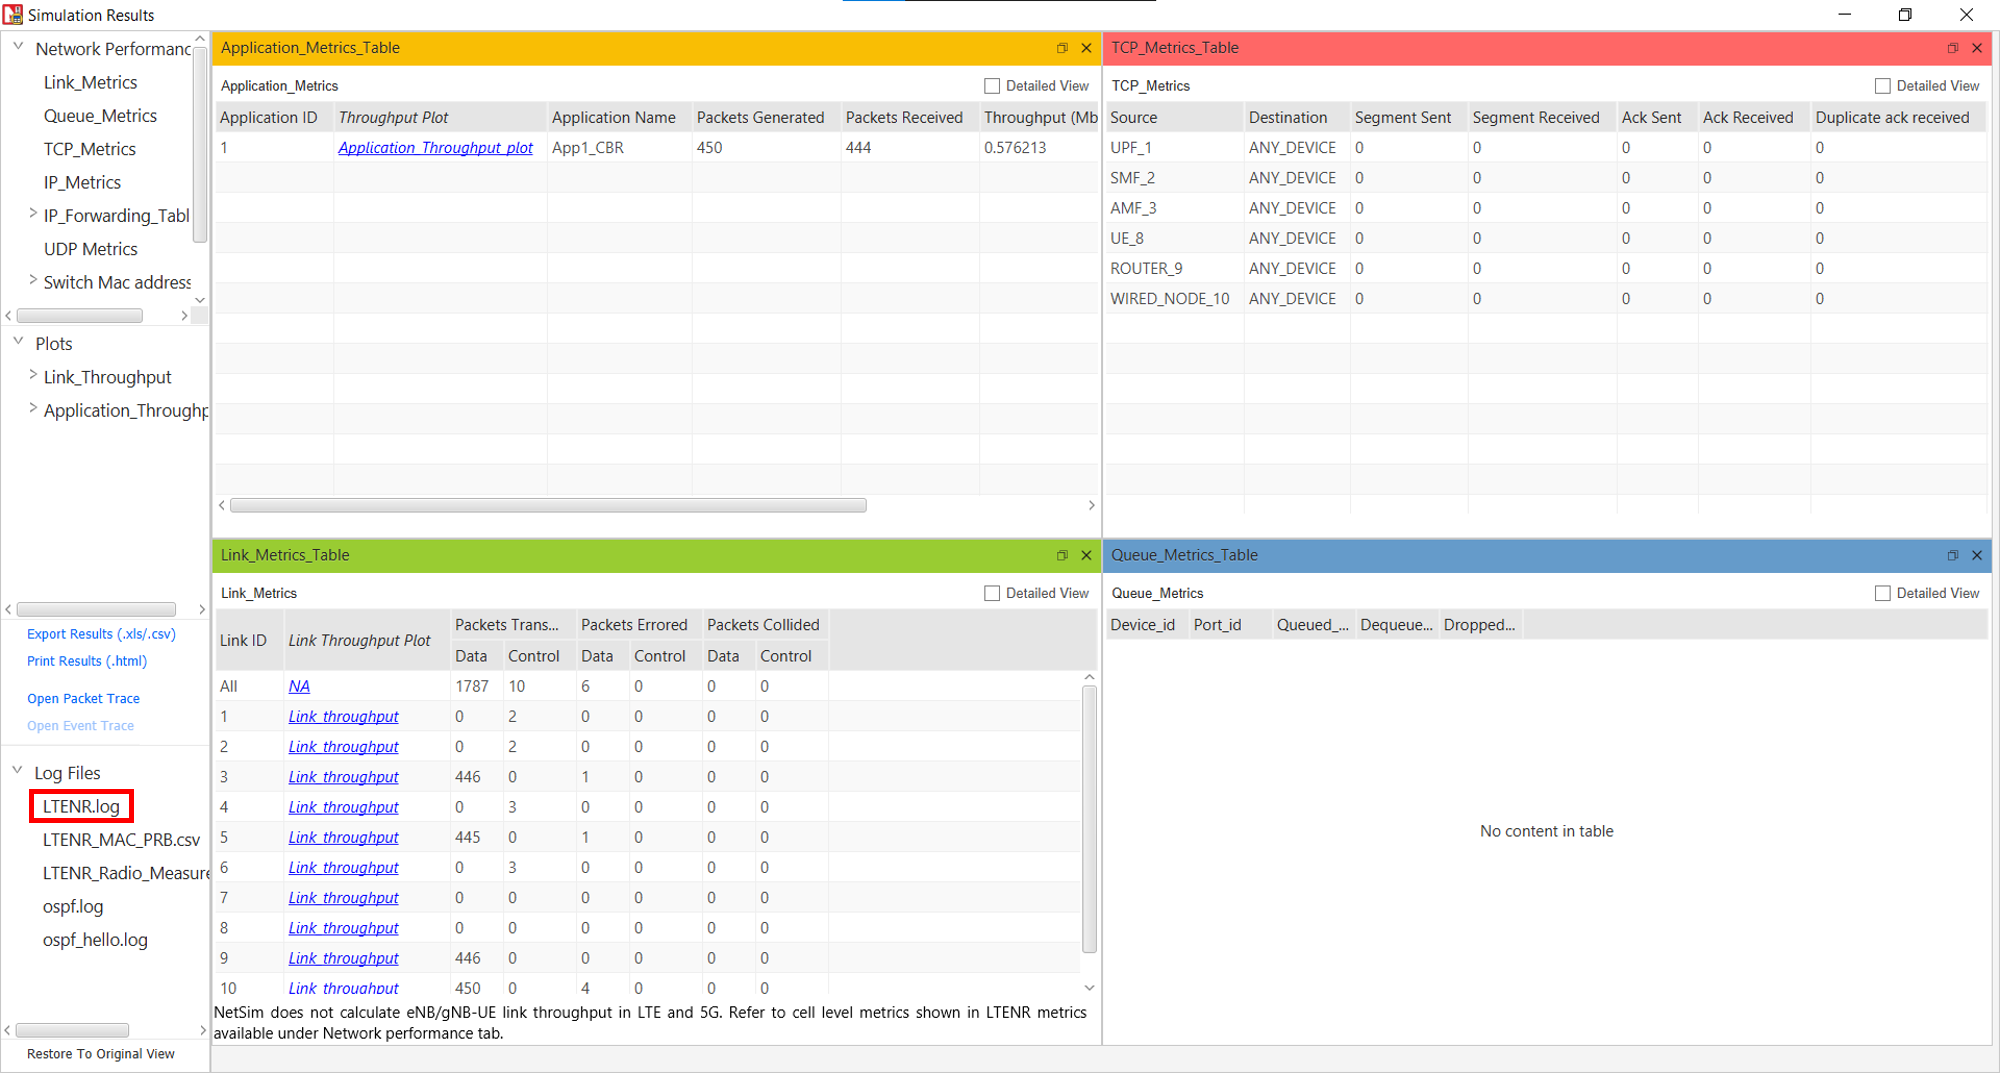 Simulation Results
Network Performanc
Link_Metrics
Queue_Metrics
TCP_Metrics
IP_Metrics
IP_Forwarding_Tabl
UDP Metrics
Switch Mac address
Plots
Link_Throughput
Application_Throughp
Export Results (.xls/.csv)
Print Results (.html)
Open Packet Trace
Open Event Trace
Log Files
LTENR.log
LTENR_MAC_PRB.csv
LTENR_Radio_Measure
ospf.log
ospf_hello.log
Restore To Original View
Application_Metrics_Table
Application_Metrics Detailed View
Application ID Throughput Plot Application Name Packets Generated Packets Received Throughput (Mb
1 Application_Throughput_plot App1_CBR 450 444 0.576213
TCP_Metrics_Table
TCP_Metrics Detailed View
Source Destination Segment Sent Segment Received Ack Sent Ack Received Duplicate ack received
UPF_1 ANY_DEVICE 0 0 0 0 0
SMF_2 ANY_DEVICE 0 0 0 0 0
AMF_3 ANY_DEVICE 0 0 0 0 0
UE_8 ANY_DEVICE 0 0 0 0 0
ROUTER_9 ANY_DEVICE 0 0 0 0 0
WIRED_NODE_10 ANY_DEVICE 0 0 0 0 0
Link_Metrics_Table
Link_Metrics Detailed View
Link ID Link Throughput Plot Packets Trans... Packets Errored Packets Collided
Data Control Data Control Data Control
All NA 1787 10 6 0 0 0
1 Link_throughput 0 2 0 0 0 0
2 Link_throughput 0 2 0 0 0 0
3 Link_throughput 446 0 1 0 0 0
4 Link_throughput 0 3 0 0 0 0
5 Link_throughput 445 0 1 0 0 0
6 Link_throughput 0 3 0 0 0 0
7 Link_throughput 0 0 0 0 0 0
8 Link_throughput 0 0 0 0 0 0
9 Link_throughput 446 0 0 0 0 0
10 Link_throughput 450 0 4 0 0 0
NetSim does not calculate eNB/gNB-UE link throughput in LTE and 5G. Refer to cell level metrics shown in LTENR metrics
available under Network performance tab.
Queue_Metrics_Table
Queue_Metrics Detailed View
Device_id Port_id Queued_... Dequeue... Dropped...
No content in table